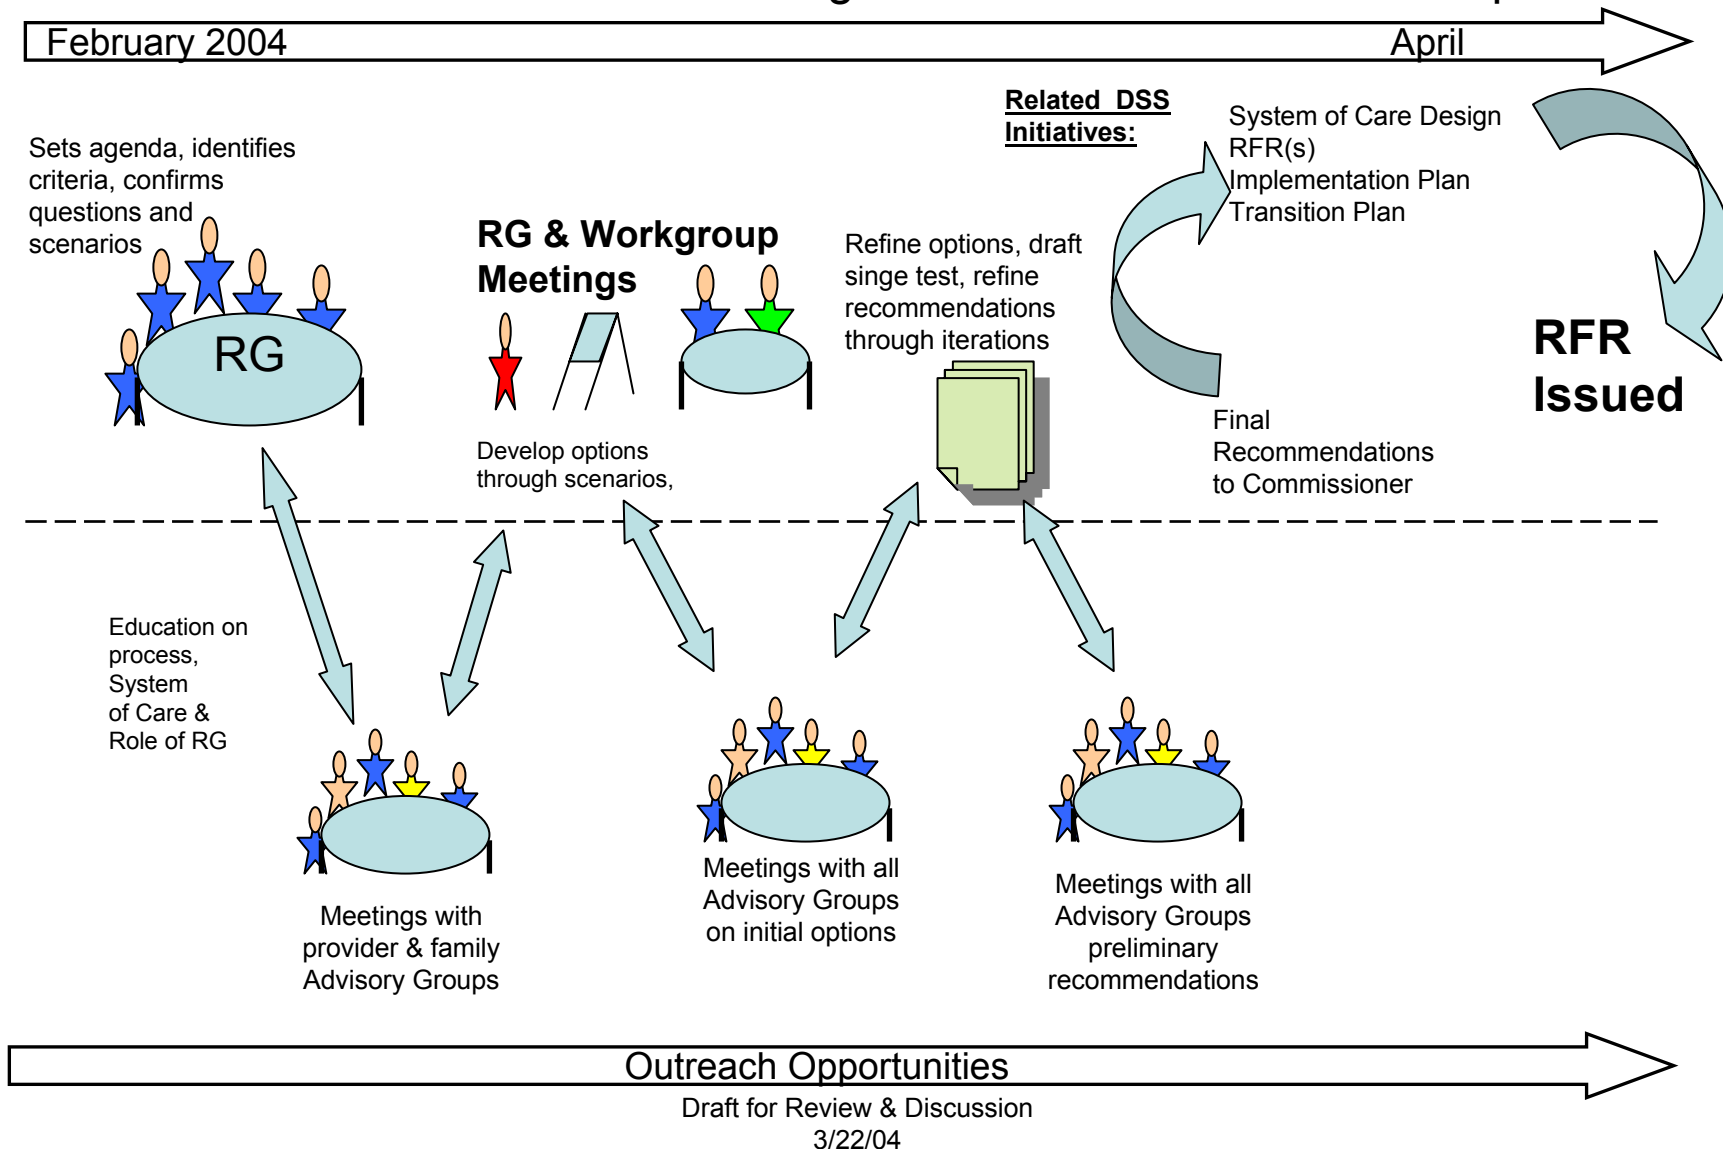 February 2004
April
Sets agenda, identifies
criteria, confirms
questions and
scenarios
RG
RG & Workgroup
Meetings
Develop options
through scenarios,
Refine options, draft
singe test, refine
recommendations
through iterations
Related DSS
Initiatives:
System of Care Design
RFR(s)
Implementation Plan
Transition Plan
Final
Recommendations
to Commissioner
RFR
Issued
Education on
process,
System
of Care &
Role of RG
Meetings with
provider & family
Advisory Groups
Meetings with all
Advisory Groups
on initial options
Meetings with all
Advisory Groups
preliminary
recommendations
Outreach Opportunities
Draft for Review & Discussion
3/22/04